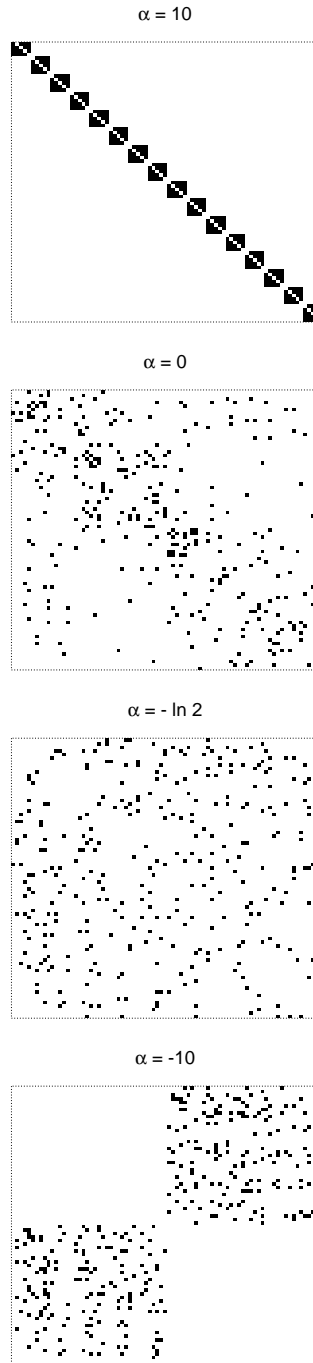 α = 10
α = 0
α = - ln 2
α = -10